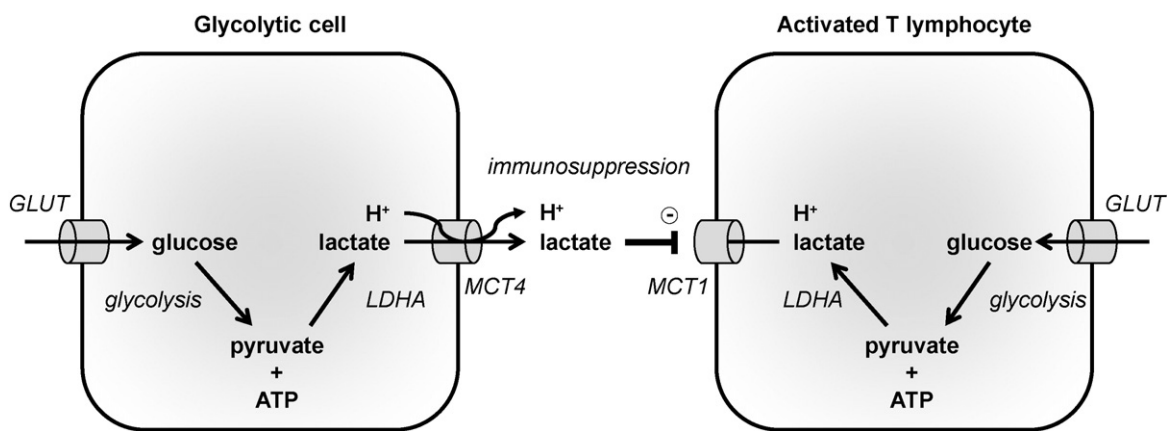 Glycolytic cell
Activated T lymphocyte
immunosuppression
GLUT
H⁺
H⁺
⊖
H⁺
GLUT
glucose
lactate
lactate
lactate
glucose
MCT4
MCT1
glycolysis
LDHA
LDHA
glycolysis
pyruvate
+
ATP
pyruvate
+
ATP